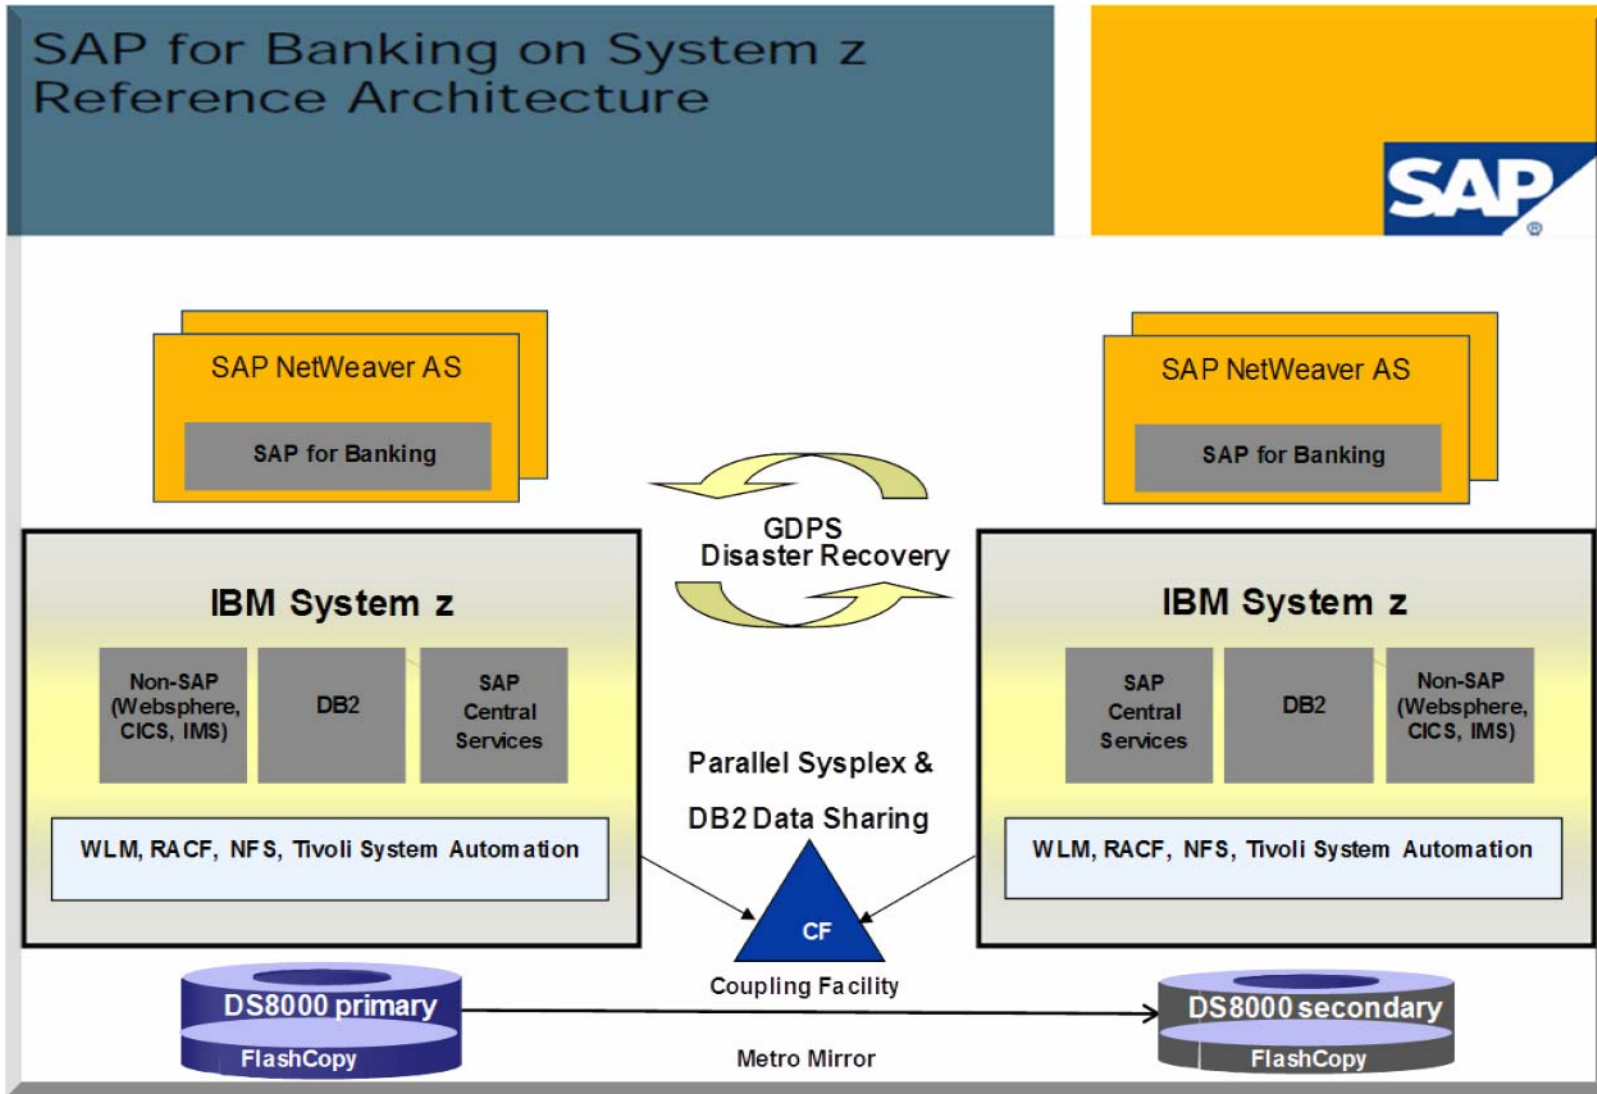 SAP for Banking on System z
Reference Architecture
SAP
®
SAP NetWeaver AS
SAP for Banking
SAP NetWeaver AS
SAP for Banking
GDPS
Disaster Recovery
IBM System z
Non-SAP
(Websphere,
CICS, IMS)
DB2
SAP
Central
Services
WLM, RACF, NFS, Tivoli System Automation
IBM System z
SAP
Central
Services
DB2
Non-SAP
(Websphere,
CICS, IMS)
WLM, RACF, NFS, Tivoli System Automation
Parallel Sysplex &
DB2 Data Sharing
CF
Coupling Facility
DS8000 primary
FlashCopy
Metro Mirror
DS8000 secondary
FlashCopy